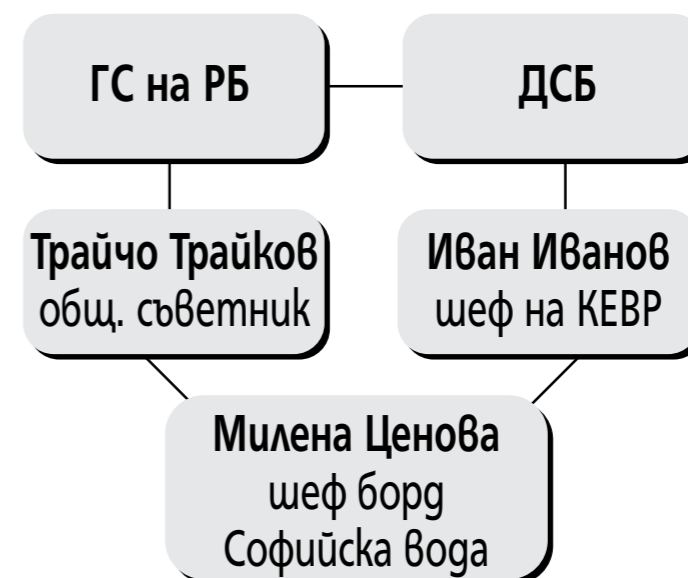 ГС на РБ
ДСБ
Трайчо Трайков
общ. съветник
Иван Иванов
шеф на КЕВР
Милена Ценова
шеф борд
Софийска вода